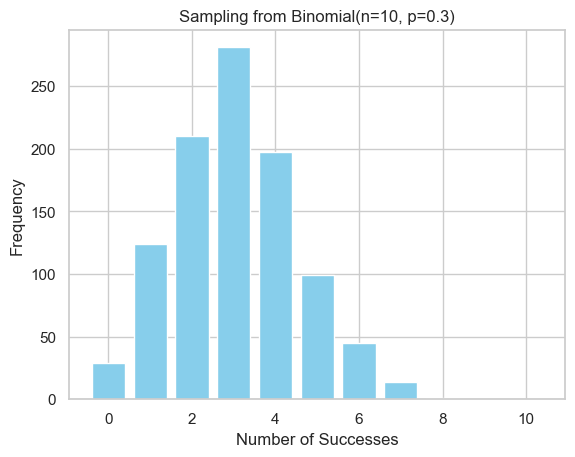 Sampling from Binomial(n=10, p=0.3)
Frequency
250
200
150
100
50
0
0 2 4 6 8 10
Number of Successes